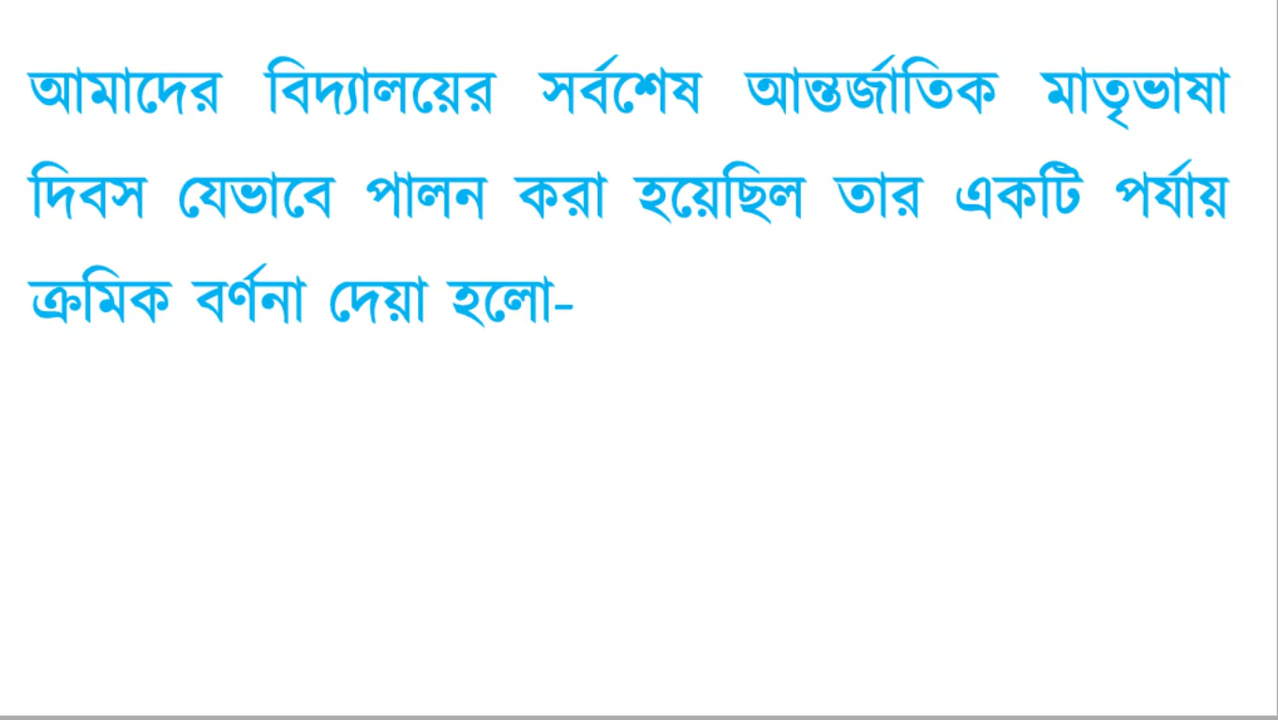 আমাদের বিদ্যালয়ের সর্বশেষ আন্তর্জাতিক মাতৃভাষা
দিবস যেভাবে পালন করা হয়েছিল তার একটি পর্যায়
ক্রমিক বর্ণনা দেয়া হলো-